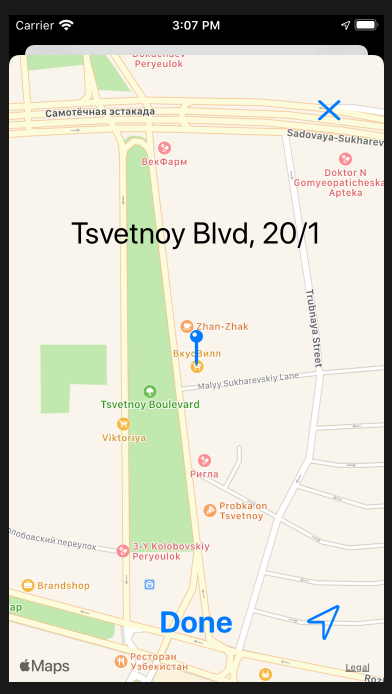 Carrier
3:07 PM
Pereulok
Самотёчная эстакада
Sadovaya-Sukharev
ВекФарм
Doktor N
Gomyeopaticheska
Apteka
Tsvetnoy Blvd, 20/1
Trubnaya Street
Zhan-Zhak
ВкусВилл
Malyy Sukharevskiy Lane
Tsvetnoy Boulevard
Viktoriya
Ригла
Probka on
Tsvetnoy
олобовский переулок
3-Y Kolobovskiy
Pereulok
Brandshop
ар
Done
Ресторан
Узбекистан
Maps
Legal
Roz